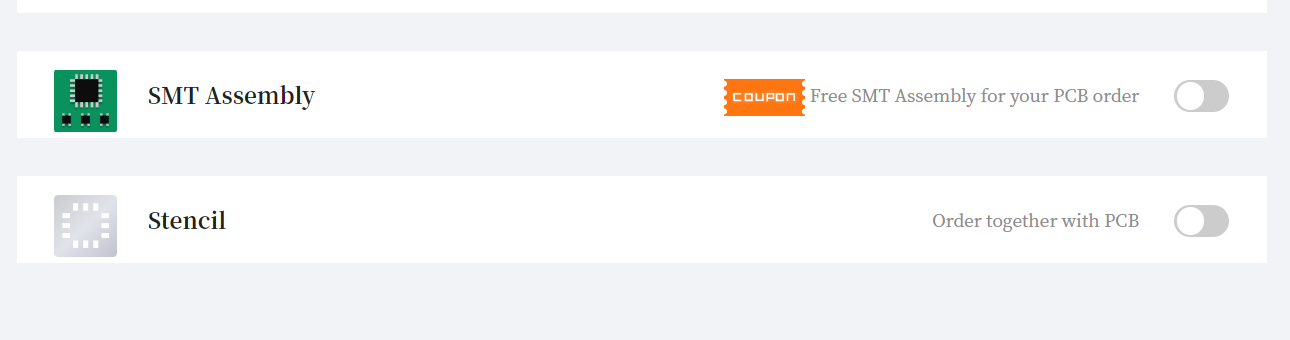 SMT Assembly
COUPON Free SMT Assembly for your PCB order
Stencil
Order together with PCB